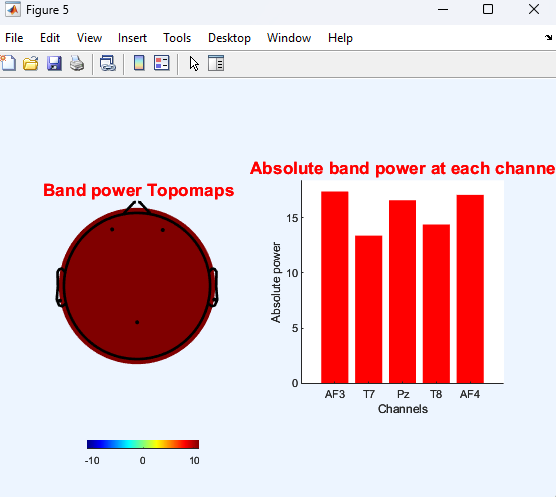 Figure 5
File Edit View Insert Tools Desktop Window Help
Band power Topomaps
-10 0 10
Absolute band power at each channe
Absolute power
15
10
5
0
AF3 T7 Pz T8 AF4
Channels